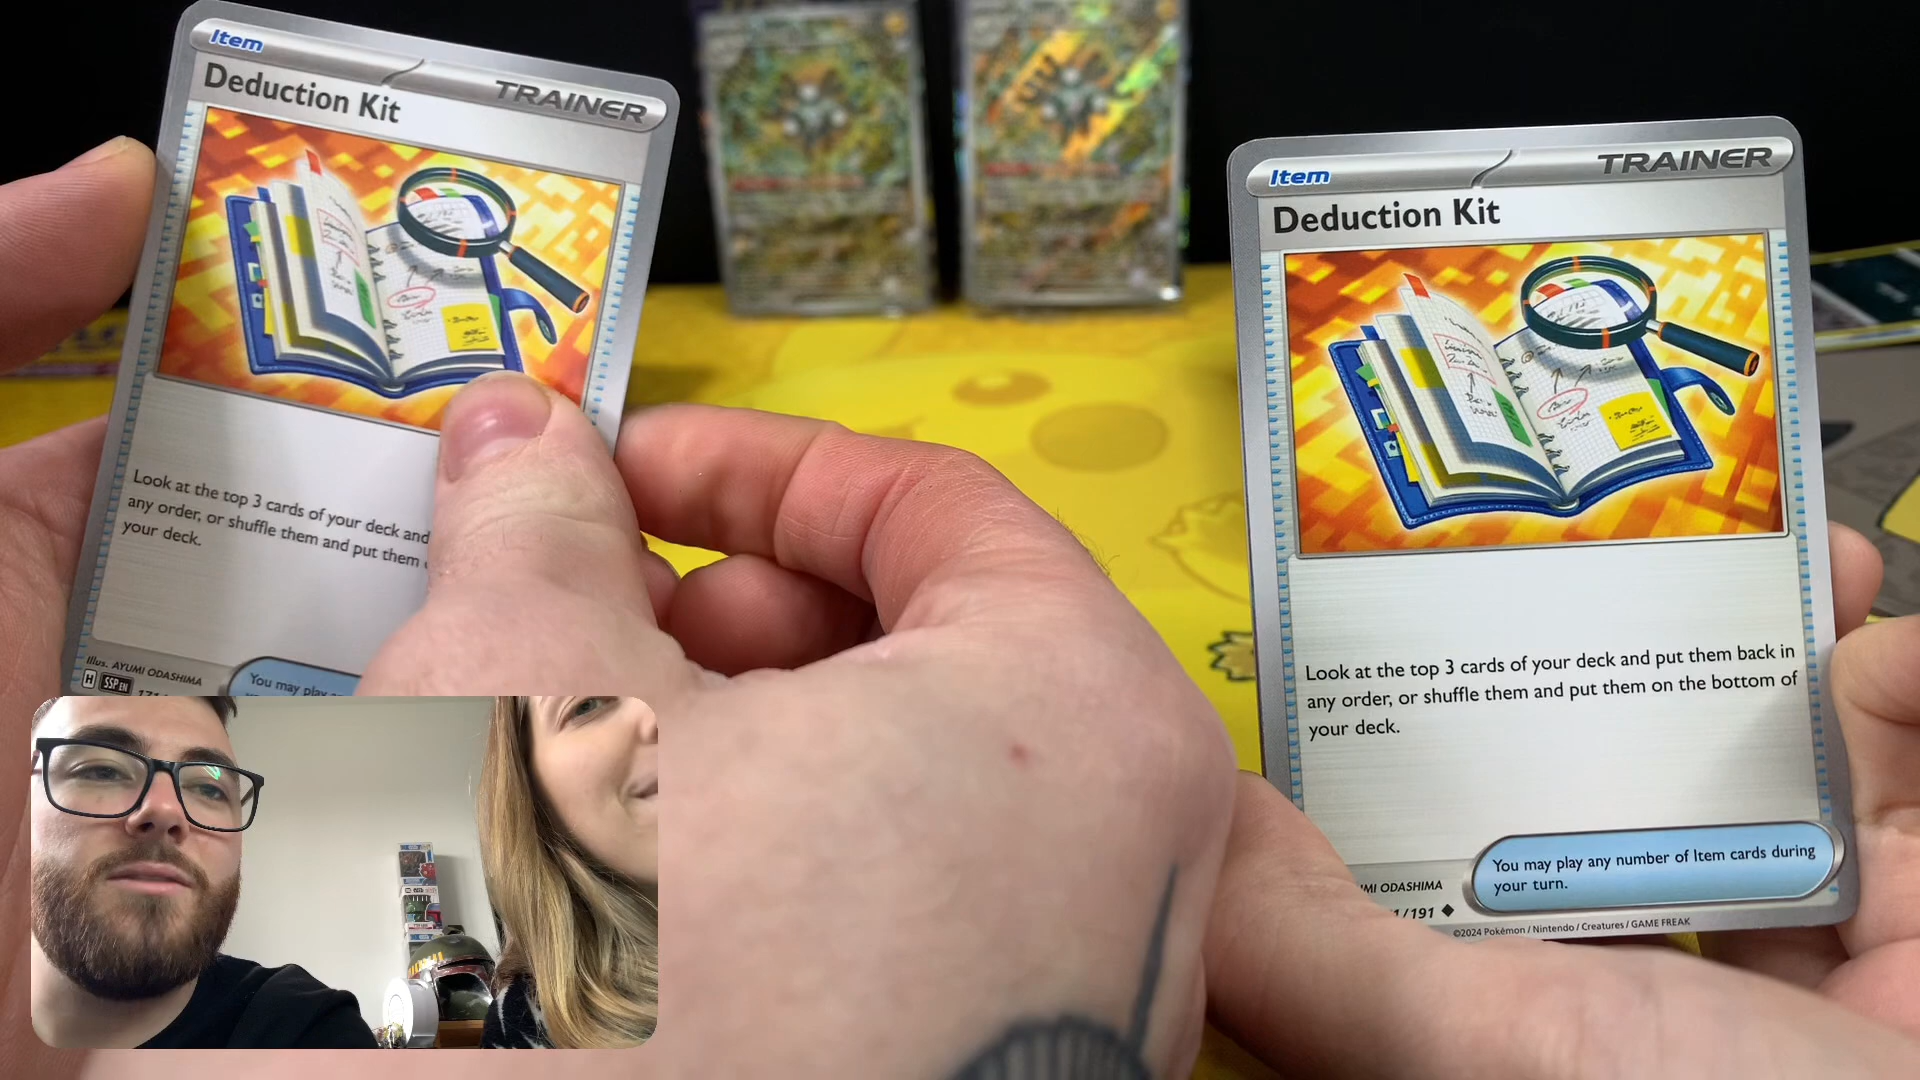 Item
TRAINER
Deduction Kit
Look at the top 3 cards of your deck and
any order, or shuffle them and put them
your deck.
Illus. AYUMI ODASHIMA
H SSP EN
You may play
Item
TRAINER
Deduction Kit
Look at the top 3 cards of your deck and put them back in
any order, or shuffle them and put them on the bottom of
your deck.
MI ODASHIMA
1/191
You may play any number of Item cards during
your turn.
©2024 Pokémon / Nintendo / Creatures / GAME FREAK